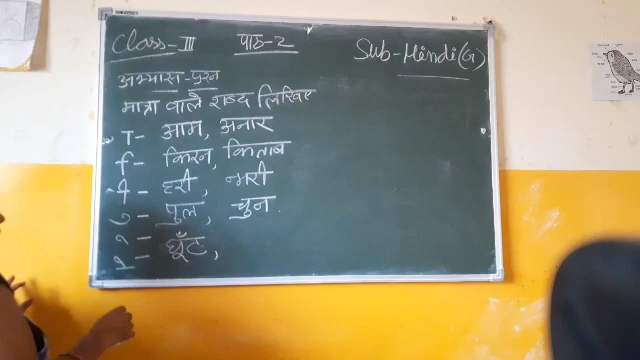 Class-III पाठ-2 Sub-Hindi(G)
अभ्यास-प्रश्न
मात्रा वाले शब्द लिखिए
ा- आम, अनार
ि- किरन, किताब
ी- हरी, भरी
ु- पुल, चुन
ू- घूँट,